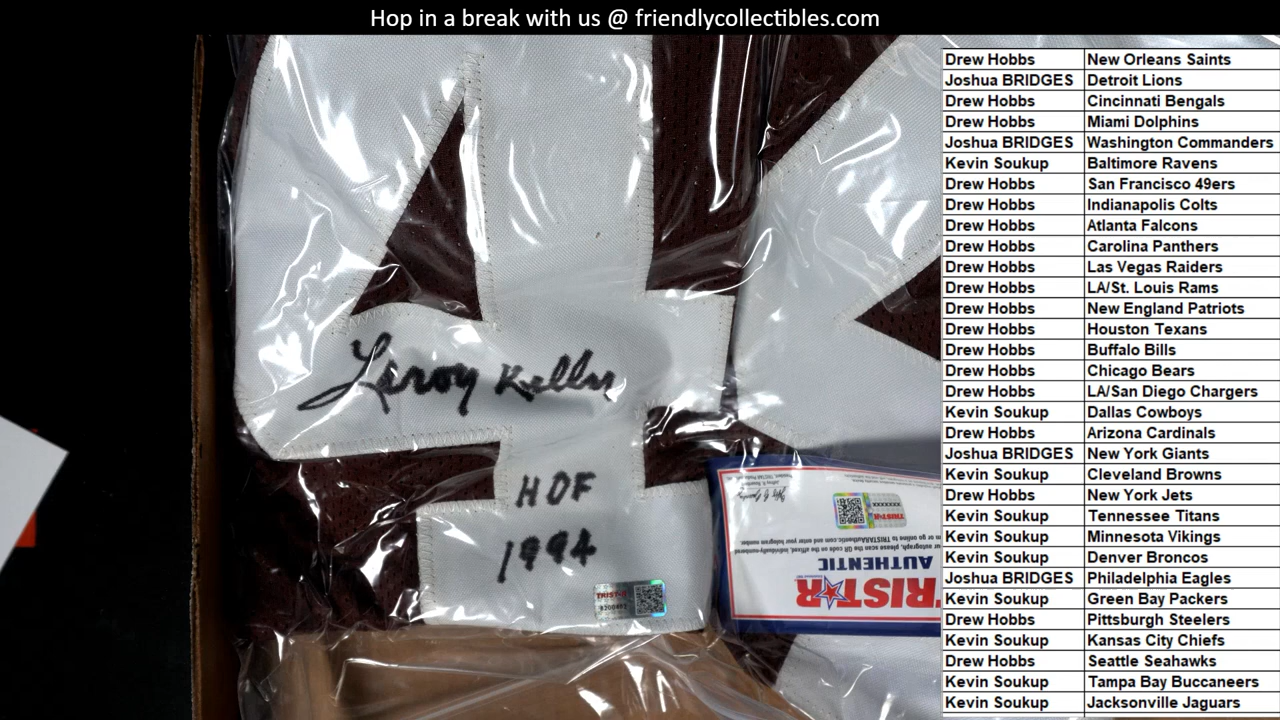 Hop in a break with us @ friendlycollectibles.com
Drew Hobbs New Orleans Saints
Joshua BRIDGES Detroit Lions
Drew Hobbs Cincinnati Bengals
Drew Hobbs Miami Dolphins
Joshua BRIDGES Washington Commanders
Kevin Soukup Baltimore Ravens
Drew Hobbs San Francisco 49ers
Drew Hobbs Indianapolis Colts
Drew Hobbs Atlanta Falcons
Drew Hobbs Carolina Panthers
Drew Hobbs Las Vegas Raiders
Drew Hobbs LA/St. Louis Rams
Drew Hobbs New England Patriots
Drew Hobbs Houston Texans
Drew Hobbs Buffalo Bills
Drew Hobbs Chicago Bears
Drew Hobbs LA/San Diego Chargers
Kevin Soukup Dallas Cowboys
Drew Hobbs Arizona Cardinals
Joshua BRIDGES New York Giants
Kevin Soukup Cleveland Browns
Drew Hobbs New York Jets
Kevin Soukup Tennessee Titans
Kevin Soukup Minnesota Vikings
Kevin Soukup Denver Broncos
Joshua BRIDGES Philadelphia Eagles
Kevin Soukup Green Bay Packers
Drew Hobbs Pittsburgh Steelers
Kevin Soukup Kansas City Chiefs
Drew Hobbs Seattle Seahawks
Kevin Soukup Tampa Bay Buccaneers
Kevin Soukup Jacksonville Jaguars
4
Leroy Kelly
HOF
1994
TRISTAR
AUTHENTIC
TRISTAR